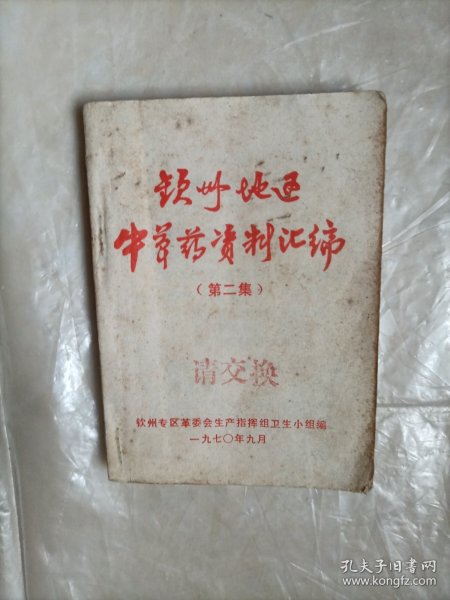 钦州地区
中草药资料汇编
（第二集）
请交换
钦州专区革委会生产指挥组卫生小组编
一九七〇年九月
孔夫子旧书网
www.kongfz.com